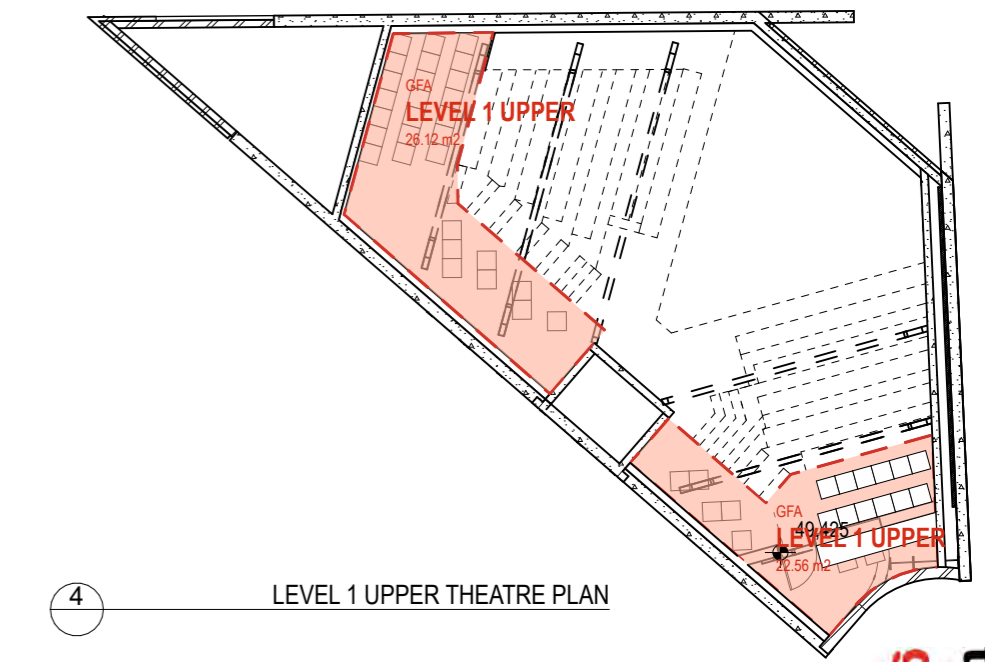 GFA
LEVEL 1 UPPER
26.12 m2
GFA
49.425
LEVEL 1 UPPER
22.56 m2
4
LEVEL 1 UPPER THEATRE PLAN